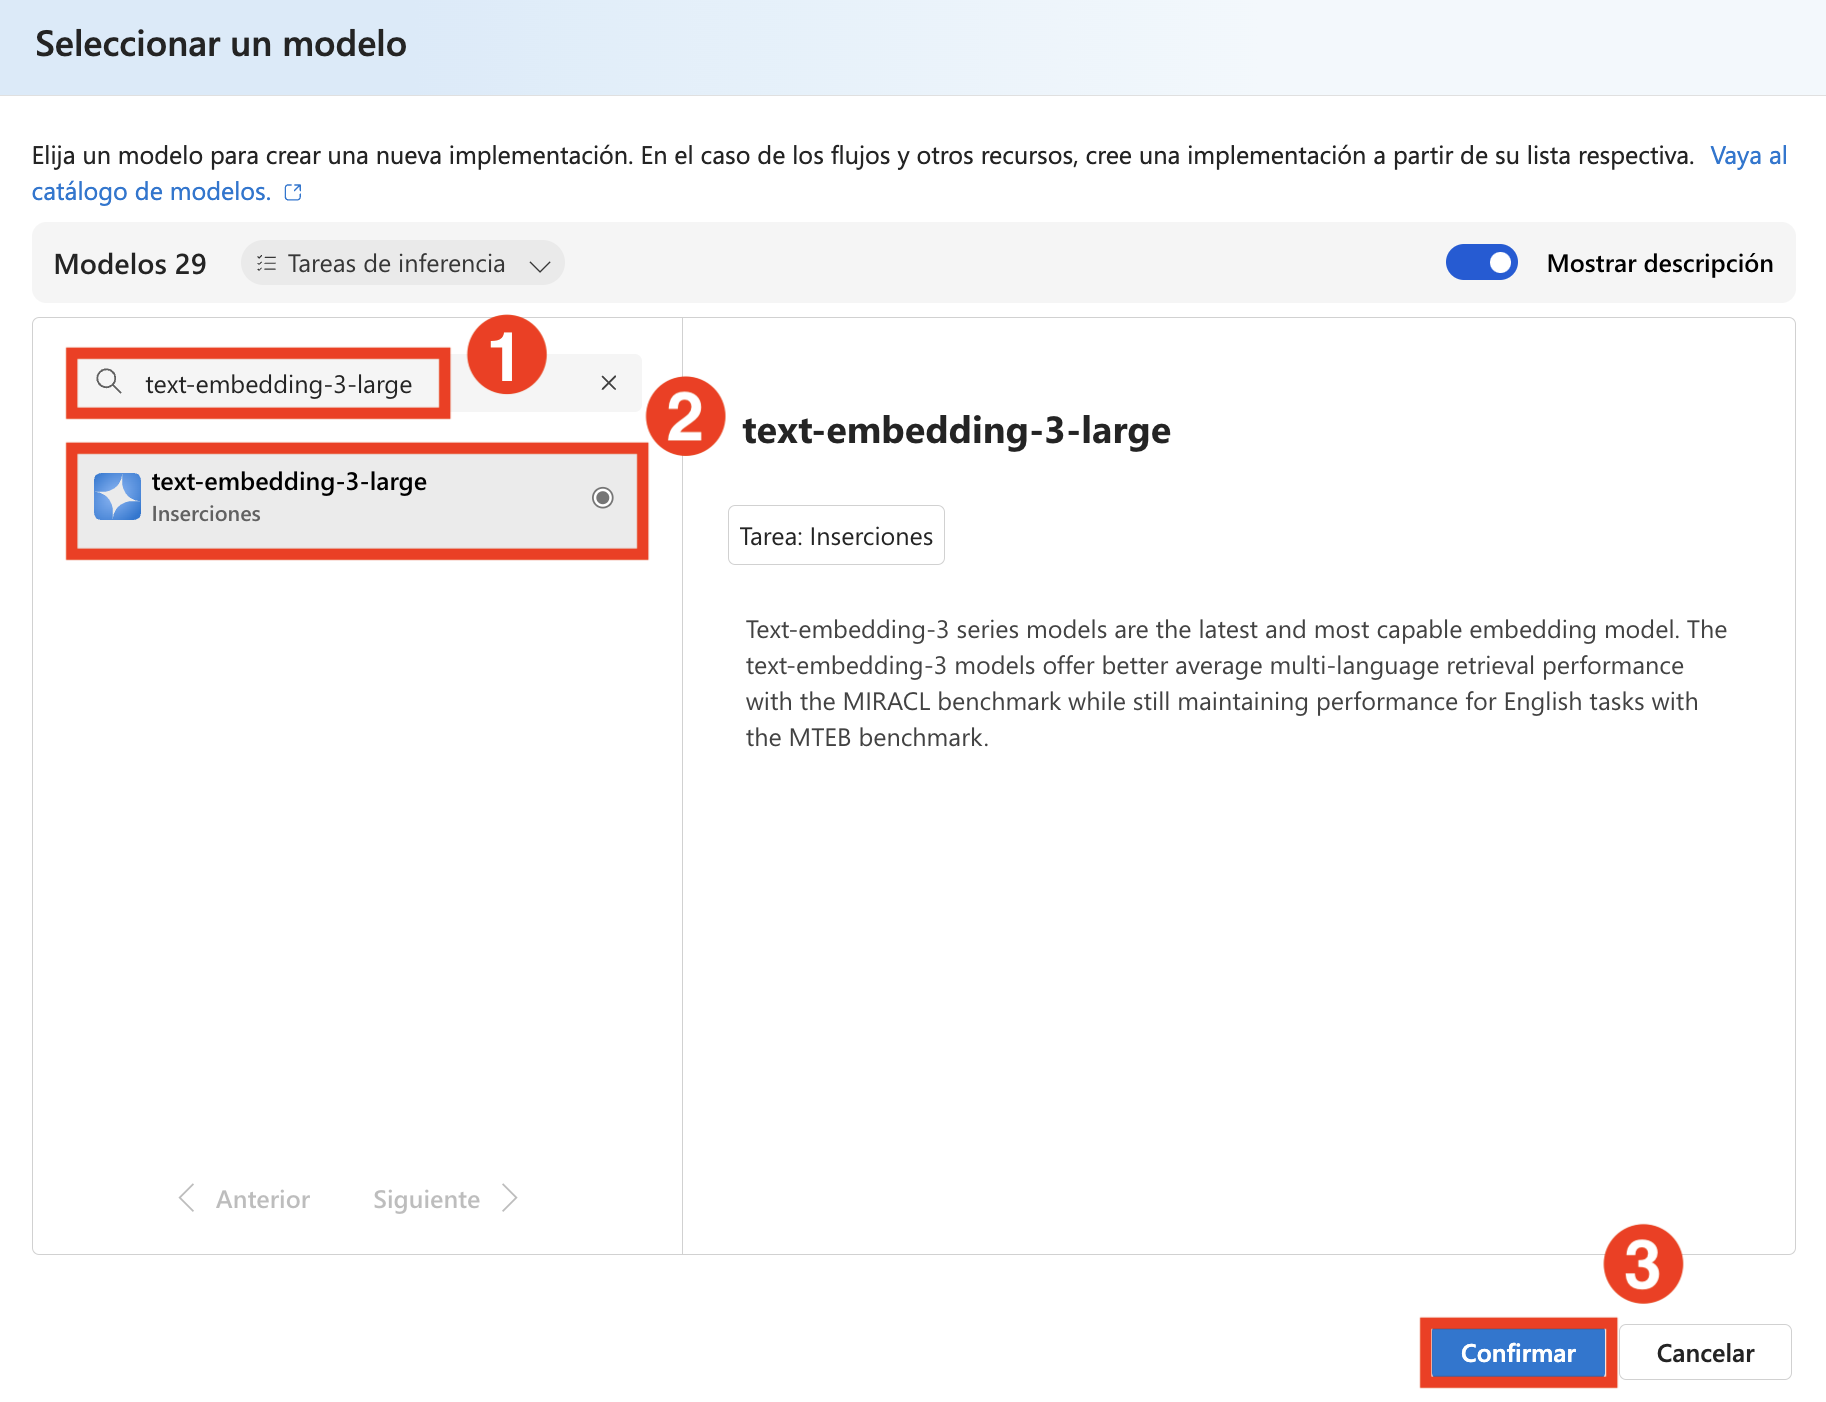 Seleccionar un modelo
Elija un modelo para crear una nueva implementación. En el caso de los flujos y otros recursos, cree una implementación a partir de su lista respectiva. Vaya al
catálogo de modelos.
Modelos 29 Tareas de inferencia Mostrar descripción
text-embedding-3-large
1
2
text-embedding-3-large
Inserciones
text-embedding-3-large
Tarea: Inserciones
Text-embedding-3 series models are the latest and most capable embedding model. The
text-embedding-3 models offer better average multi-language retrieval performance
with the MIRACL benchmark while still maintaining performance for English tasks with
the MTEB benchmark.
Anterior Siguiente
3
Confirmar Cancelar